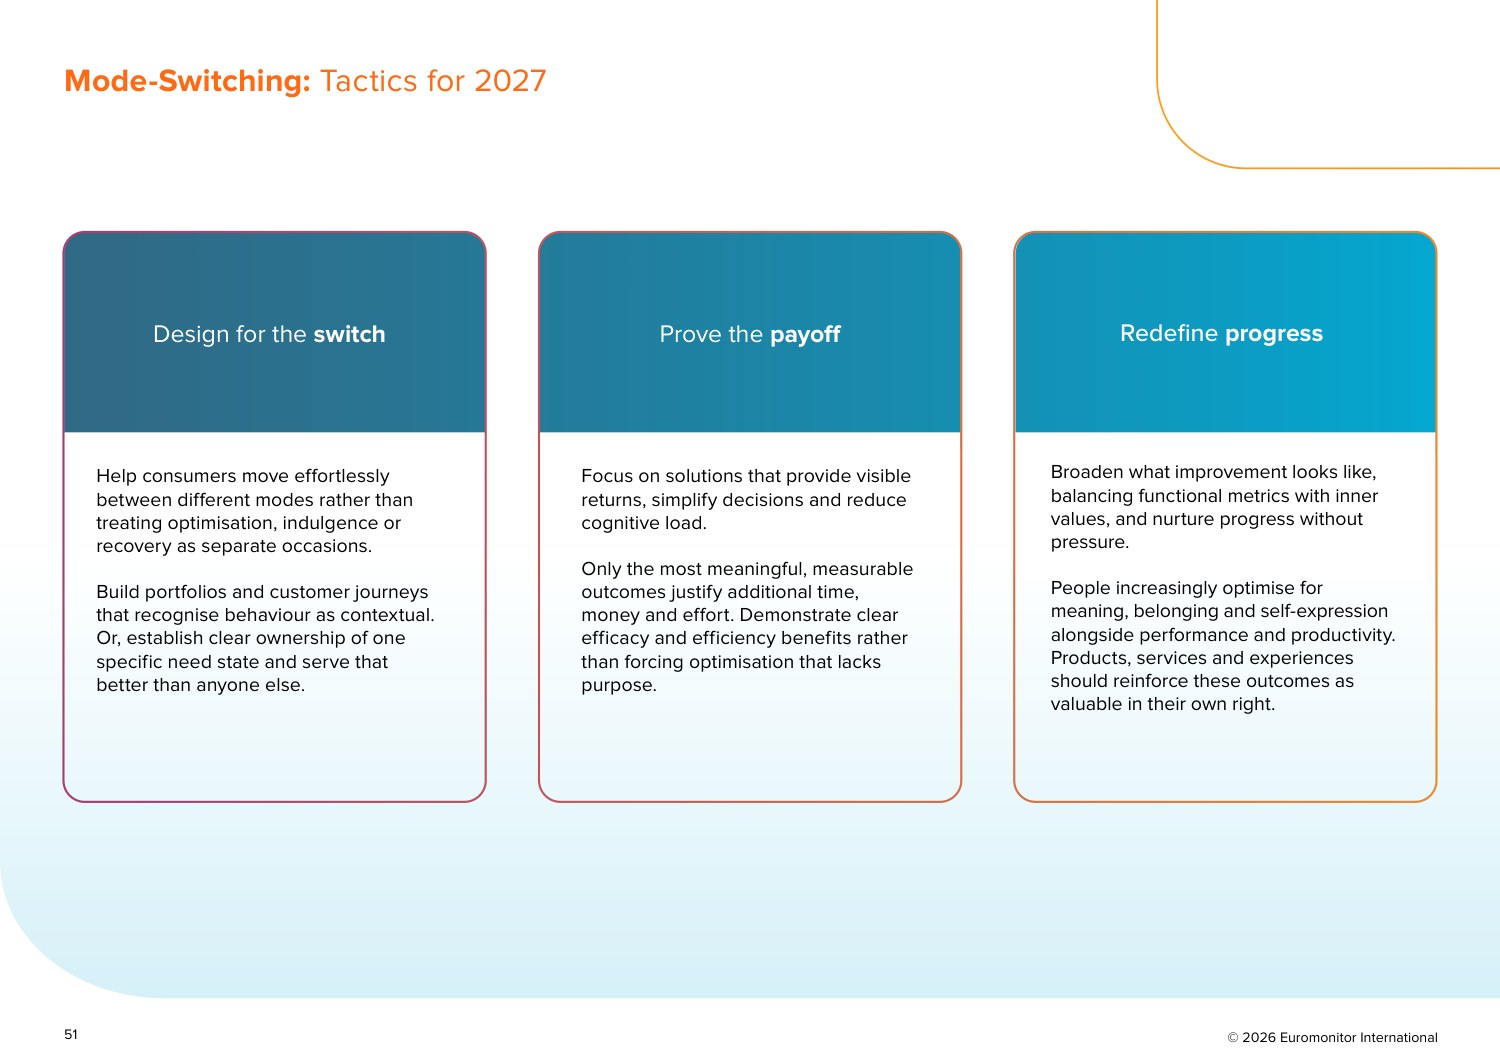 Mode-Switching: Tactics for 2027
Design for the switch
Help consumers move effortlessly
between different modes rather than
treating optimisation, indulgence or
recovery as separate occasions.
Build portfolios and customer journeys
that recognise behaviour as contextual.
Or, establish clear ownership of one
specific need state and serve that
better than anyone else.
Prove the payoff
Focus on solutions that provide visible
returns, simplify decisions and reduce
cognitive load.
Only the most meaningful, measurable
outcomes justify additional time,
money and effort. Demonstrate clear
efficacy and efficiency benefits rather
than forcing optimisation that lacks
purpose.
Redefine progress
Broaden what improvement looks like,
balancing functional metrics with inner
values, and nurture progress without
pressure.
People increasingly optimise for
meaning, belonging and self-expression
alongside performance and productivity.
Products, services and experiences
should reinforce these outcomes as
valuable in their own right.
51
© 2026 Euromonitor International